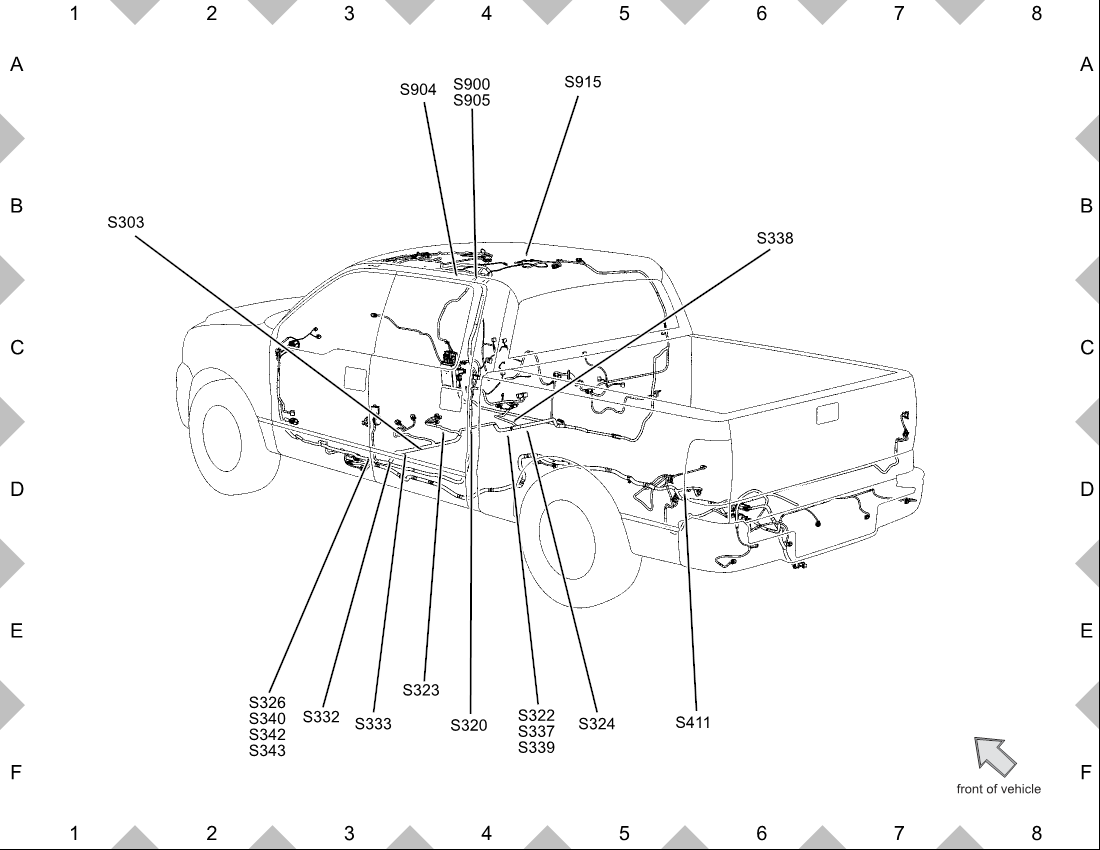 1 2 3 4 5 6 7 8
A A
S904
S900
S905
S915
B B
S303
S338
C C
D D
E E
S326
S340
S342
S343
S332
S333
S323
S320
S322
S337
S339
S324
S411
F F
front of vehicle
1 2 3 4 5 6 7 8